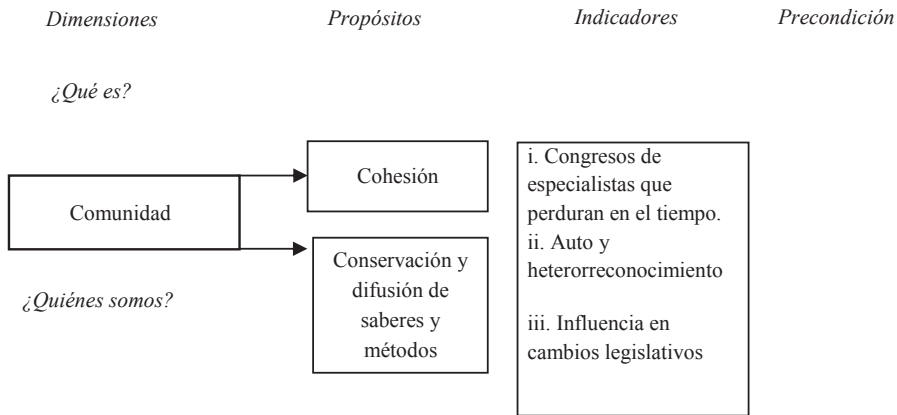 Dimensiones Propósitos Indicadores Precondición
¿Qué es?
Comunidad
¿Quiénes somos?
Cohesión
Conservación y
difusión de
saberes y
métodos
i. Congresos de
especialistas que
perduran en el tiempo.
ii. Auto y
heterorreconocimiento
iii. Influencia en
cambios legislativos